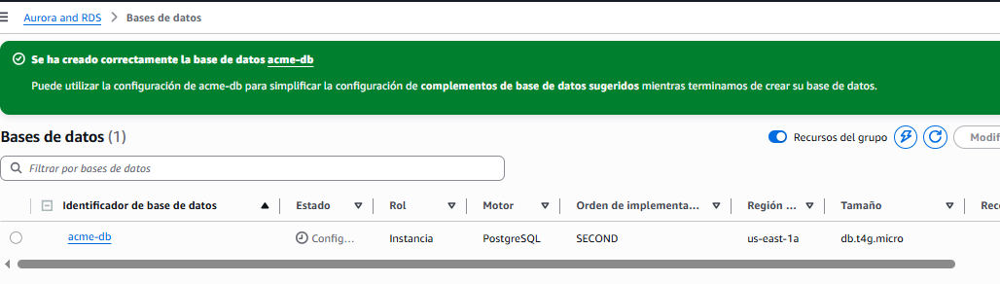 Aurora and RDS > Bases de datos
Se ha creado correctamente la base de datos acme-db
Puede utilizar la configuración de acme-db para simplificar la configuración de complementos de base de datos sugeridos mientras terminamos de crear su base de datos.
Bases de datos (1)
Recursos del grupo
Modif
Filtrar por bases de datos
Identificador de base de datos Estado Rol Motor Orden de implementa... Región ... Tamaño Reco
acme-db Config... Instancia PostgreSQL SECOND us-east-1a db.t4g.micro